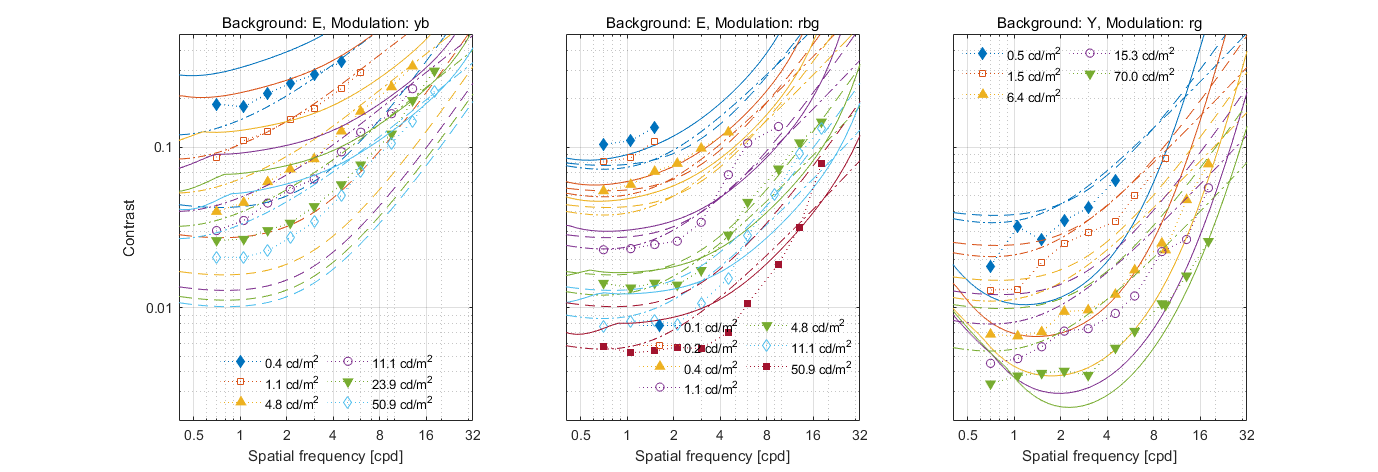 Background: E, Modulation: yb
Contrast
0.1
0.01
0.4 cd/m2
1.1 cd/m2
4.8 cd/m2
11.1 cd/m2
23.9 cd/m2
50.9 cd/m2
0.5 1 2 4 8 16 32
Spatial frequency [cpd]
Background: E, Modulation: rbg
0.1 cd/m2
0.2 cd/m2
0.4 cd/m2
1.1 cd/m2
4.8 cd/m2
11.1 cd/m2
50.9 cd/m2
0.5 1 2 4 8 16 32
Spatial frequency [cpd]
Background: Y, Modulation: rg
0.5 cd/m2
1.5 cd/m2
6.4 cd/m2
15.3 cd/m2
70.0 cd/m2
0.5 1 2 4 8 16 32
Spatial frequency [cpd]